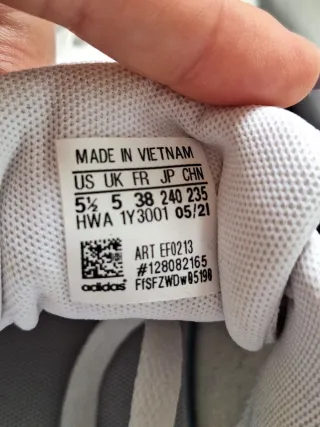 MADE IN VIETNAM
US UK FR JP CHN
5½ 5 38 240 235
HWA 1Y3001 05/21
ART EF0213
#128082165
adidas FfSFZWDw05190